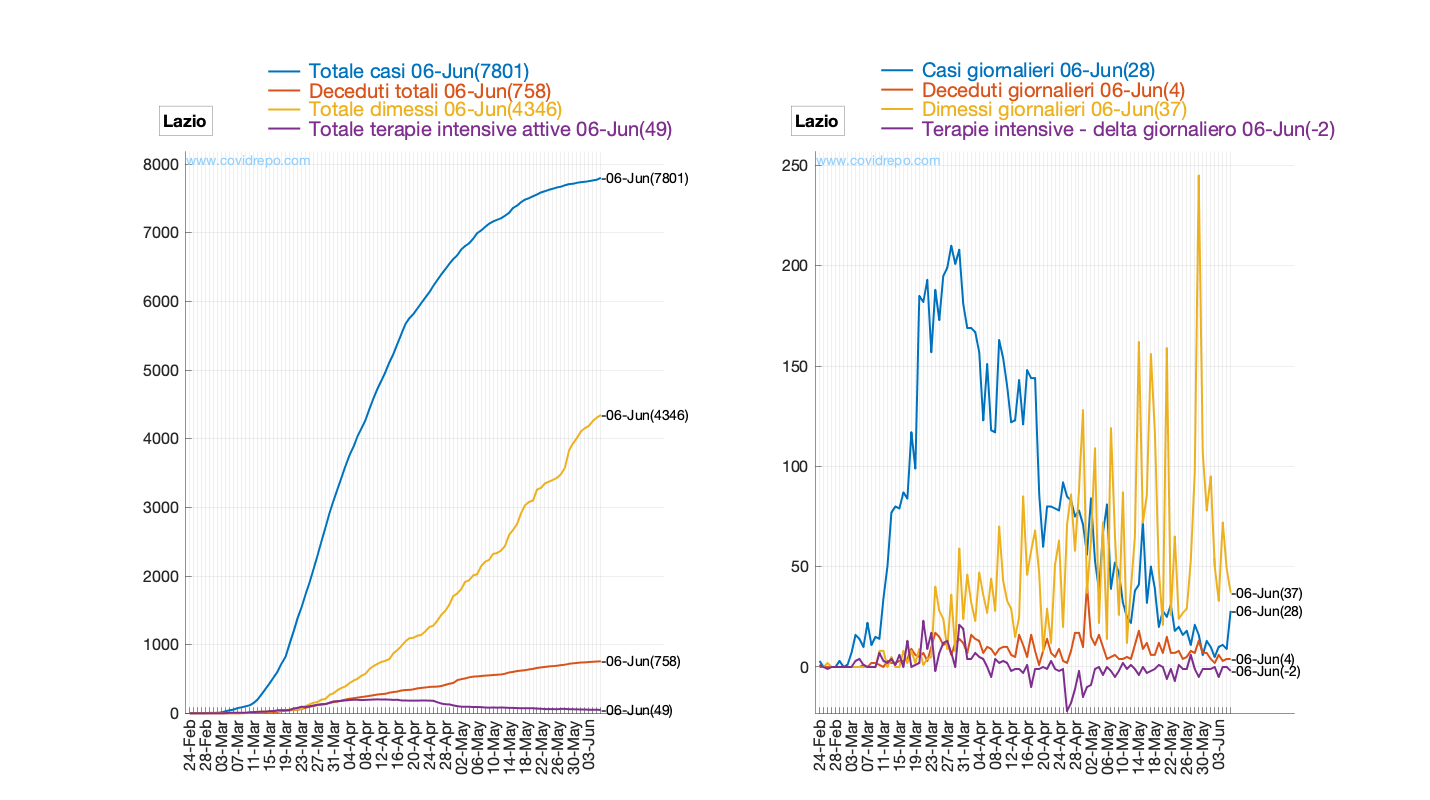 Totale casi 06-Jun(7801)
Deceduti totali 06-Jun(758)
Totale dimessi 06-Jun(4346)
Totale terapie intensive attive 06-Jun(49)
Lazio
www.covidrepo.com
8000
7000
6000
5000
4000
3000
2000
1000
0
-06-Jun(7801)
-06-Jun(4346)
-06-Jun(758)
-06-Jun(49)
24-Feb
28-Feb
03-Mar
07-Mar
11-Mar
15-Mar
19-Mar
23-Mar
27-Mar
31-Mar
04-Apr
08-Apr
12-Apr
16-Apr
20-Apr
24-Apr
28-Apr
02-May
06-May
10-May
14-May
18-May
22-May
26-May
30-May
03-Jun
Casi giornalieri 06-Jun(28)
Deceduti giornalieri 06-Jun(4)
Dimessi giornalieri 06-Jun(37)
Terapie intensive - delta giornaliero 06-Jun(-2)
Lazio
www.covidrepo.com
250
200
150
100
50
0
-06-Jun(37)
-06-Jun(28)
-06-Jun(4)
-06-Jun(-2)
24-Feb
28-Feb
03-Mar
07-Mar
11-Mar
15-Mar
19-Mar
23-Mar
27-Mar
31-Mar
04-Apr
08-Apr
12-Apr
16-Apr
20-Apr
24-Apr
28-Apr
02-May
06-May
10-May
14-May
18-May
22-May
26-May
30-May
03-Jun